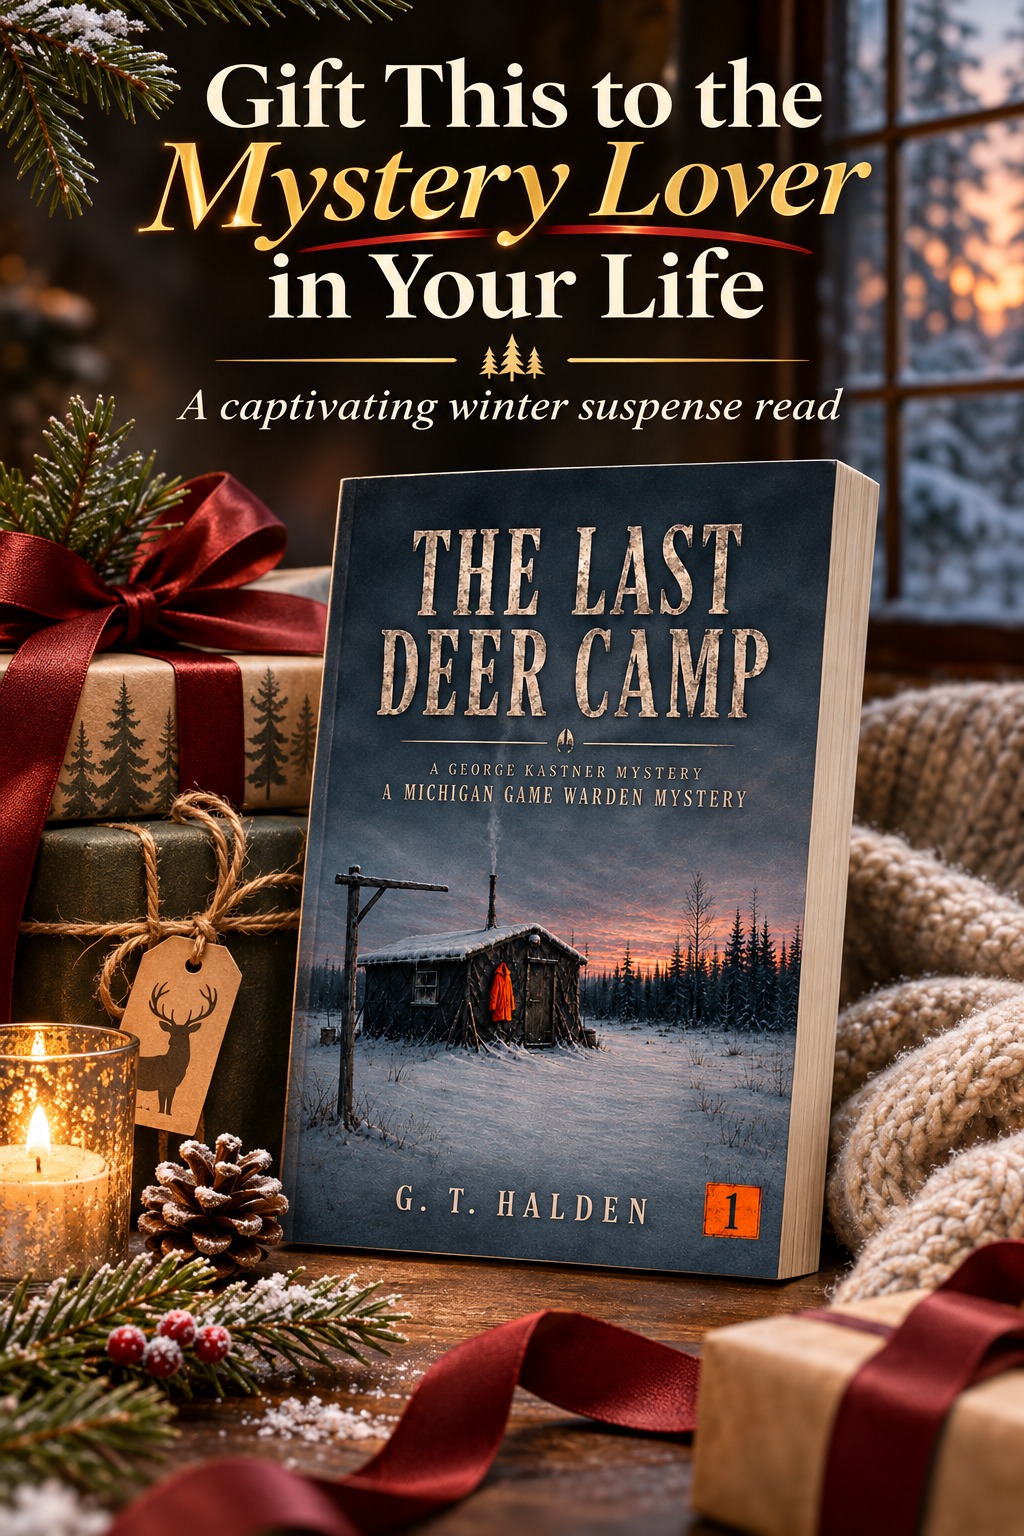 Gift This to the
Mystery Lover
in Your Life
A captivating winter suspense read
THE LAST
DEER CAMP
A GEORGE KASTNER MYSTERY
A MICHIGAN GAME WARDEN MYSTERY
G. T. HALDEN
1